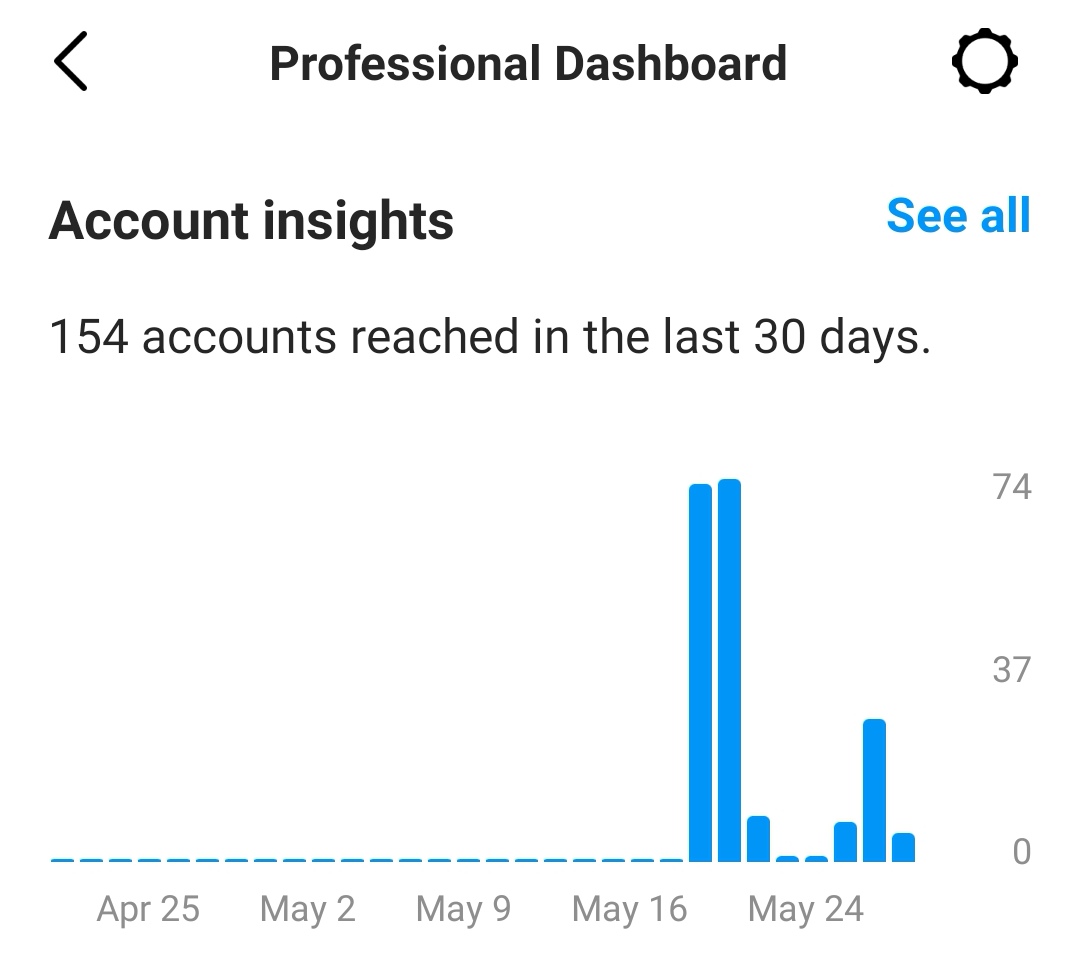 Professional Dashboard
Account insights
See all
154 accounts reached in the last 30 days.
74
37
0
Apr 25
May 2
May 9
May 16
May 24